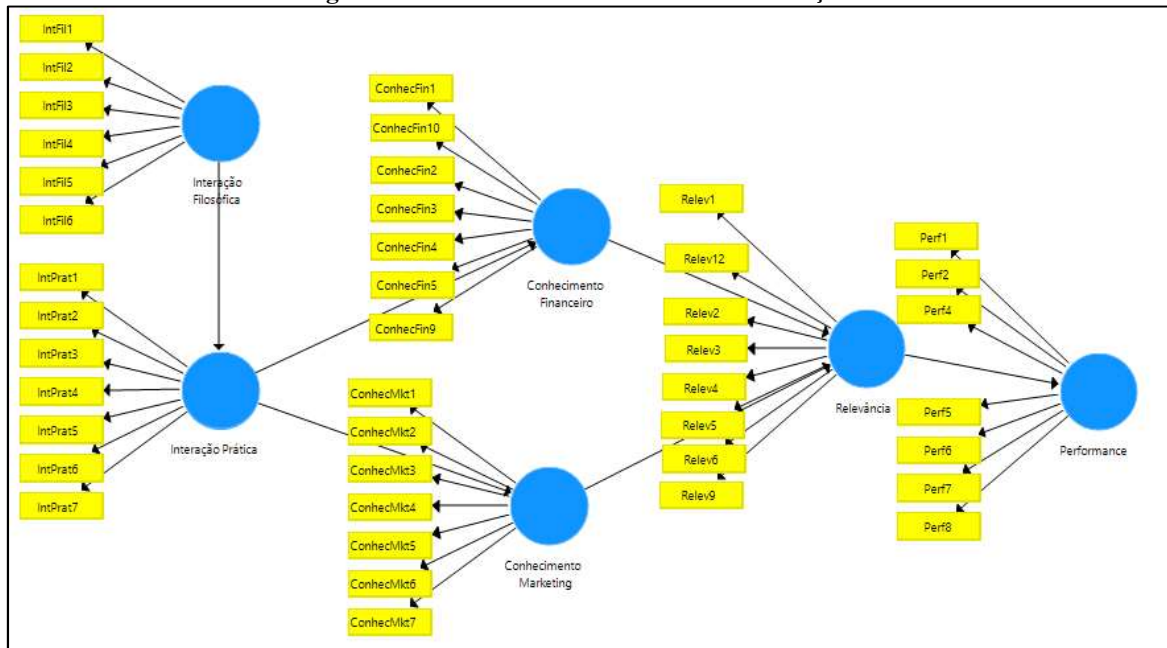 IntFil1
IntFil2
IntFil3
IntFil4
IntFil5
IntFil6
Interação
Filosófica
IntPrat1
IntPrat2
IntPrat3
IntPrat4
IntPrat5
IntPrat6
IntPrat7
Interação Prática
ConhecFin1
ConhecFin10
ConhecFin2
ConhecFin3
ConhecFin4
ConhecFin5
ConhecFin9
Conhecimento
Financeiro
ConhecMkt1
ConhecMkt2
ConhecMkt3
ConhecMkt4
ConhecMkt5
ConhecMkt6
ConhecMkt7
Conhecimento
Marketing
Relev1
Relev12
Relev2
Relev3
Relev4
Relev5
Relev6
Relev9
Relevância
Perf1
Perf2
Perf4
Perf5
Perf6
Perf7
Perf8
Performance